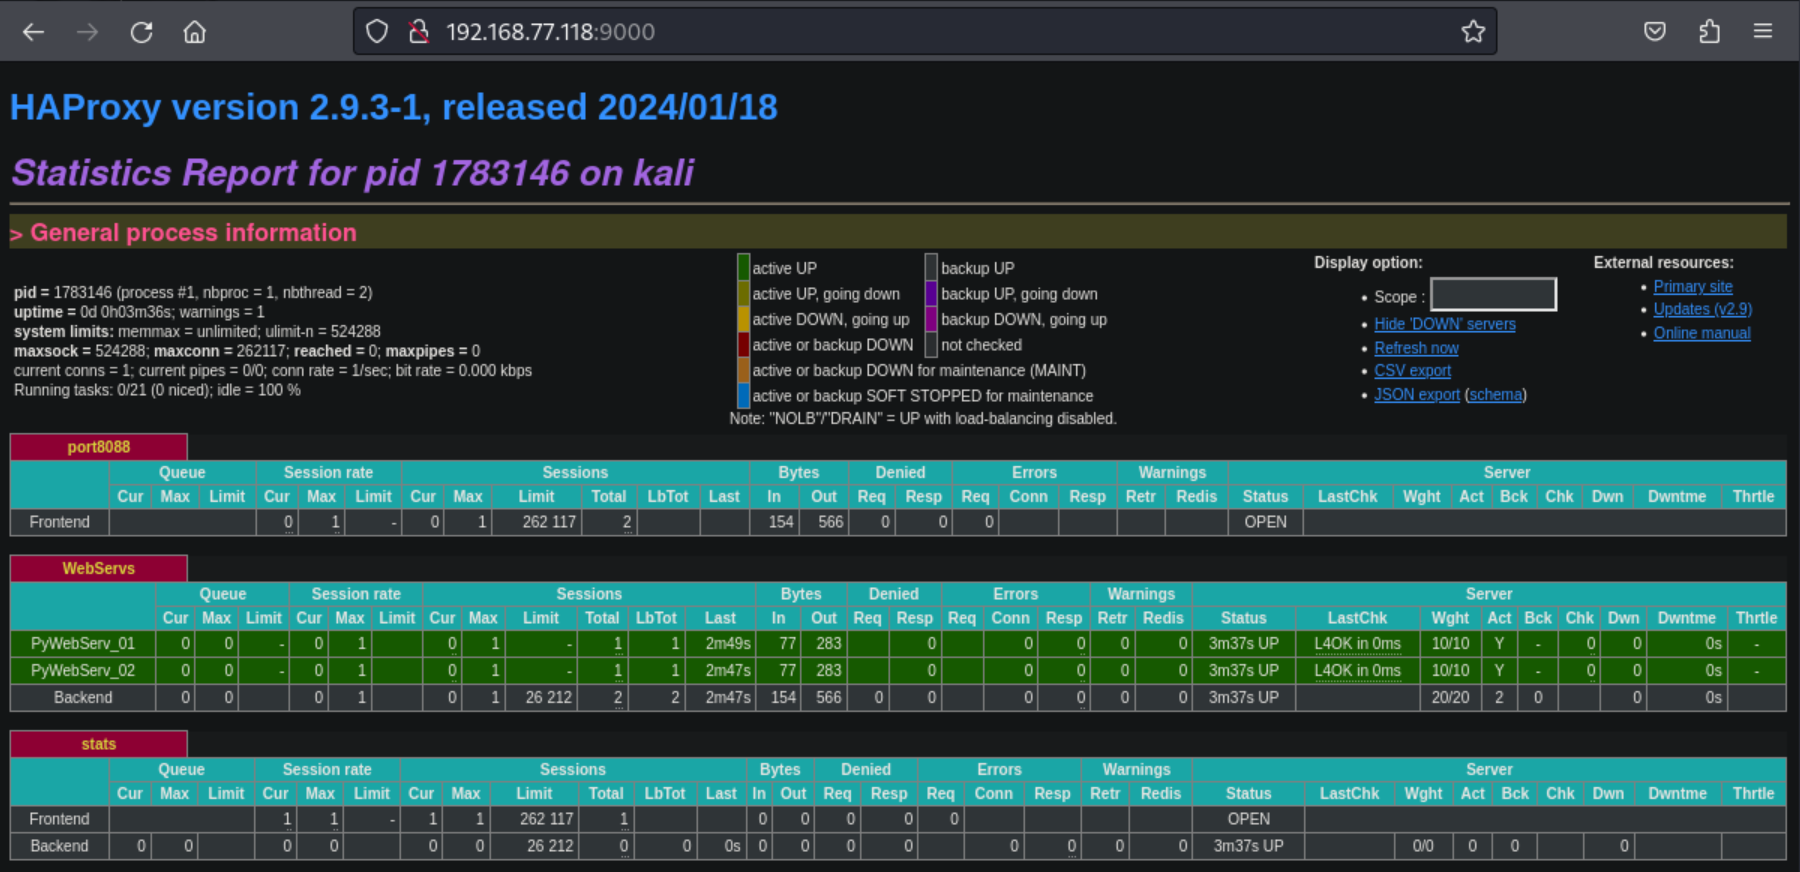 192.168.77.118:9000
HAProxy version 2.9.3-1, released 2024/01/18
Statistics Report for pid 1783146 on kali
> General process information
pid = 1783146 (process #1, nbproc = 1, nbthread = 2)
uptime = 0d 0h03m36s; warnings = 1
system limits: memmax = unlimited; ulimit-n = 524288
maxsock = 524288; maxconn = 262117; reached = 0; maxpipes = 0
current conns = 1; current pipes = 0/0; conn rate = 1/sec; bit rate = 0.000 kbps
Running tasks: 0/21 (0 niced); idle = 100 %
active UP backup UP
active UP, going down backup UP, going down
active DOWN, going up backup DOWN, going up
active or backup DOWN not checked
active or backup DOWN for maintenance (MAINT)
active or backup SOFT STOPPED for maintenance
Note: "NOLB"/"DRAIN" = UP with load-balancing disabled.
Display option:
• Scope :
• Hide 'DOWN' servers
• Refresh now
• CSV export
• JSON export (schema)
External resources:
• Primary site
• Updates (v2.9)
• Online manual
port8088
Queue Session rate Sessions Bytes Denied Errors Warnings Server
Cur Max Limit Cur Max Limit Cur Max Limit Total LbTot Last In Out Req Resp Req Conn Resp Retr Redis Status LastChk Wght Act Bck Chk Dwn Dwntme Thrtle
Frontend 0 1 - 0 1 262 117 2 154 566 0 0 0 OPEN
WebServs
Queue Session rate Sessions Bytes Denied Errors Warnings Server
Cur Max Limit Cur Max Limit Cur Max Limit Total LbTot Last In Out Req Resp Req Conn Resp Retr Redis Status LastChk Wght Act Bck Chk Dwn Dwntme Thrtle
PyWebServ_01 0 0 - 0 1 0 1 - 1 1 2m49s 77 283 0 0 0 0 0 3m37s UP L4OK in 0ms 10/10 Y - 0 0 0s -
PyWebServ_02 0 0 - 0 1 0 1 - 1 1 2m47s 77 283 0 0 0 0 0 3m37s UP L4OK in 0ms 10/10 Y - 0 0 0s -
Backend 0 0 0 1 0 1 26 212 2 2 2m47s 154 566 0 0 0 0 0 0 3m37s UP 20/20 2 0 0 0s
stats
Queue Session rate Sessions Bytes Denied Errors Warnings Server
Cur Max Limit Cur Max Limit Cur Max Limit Total LbTot Last In Out Req Resp Req Conn Resp Retr Redis Status LastChk Wght Act Bck Chk Dwn Dwntme Thrtle
Frontend 1 1 - 1 1 262 117 1 0 0 0 0 0 OPEN
Backend 0 0 0 0 0 0 26 212 0 0 0s 0 0 0 0 0 0 0 0 3m37s UP 0/0 0 0 0